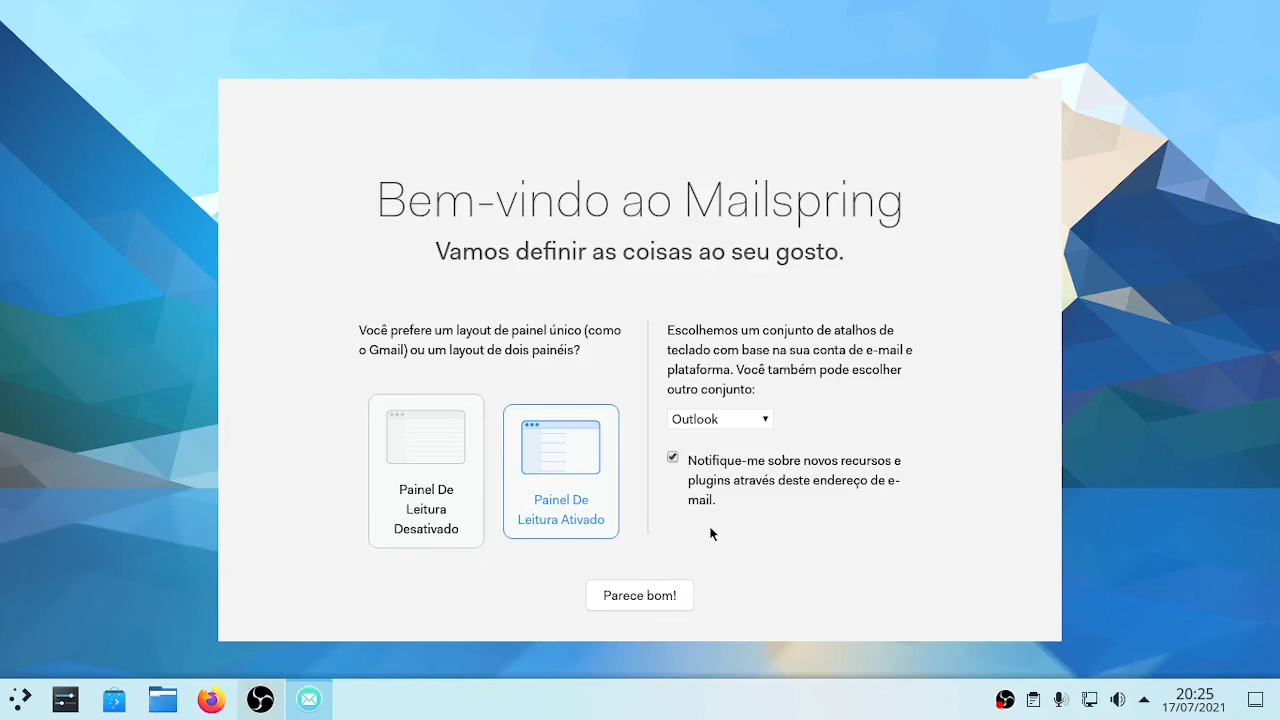 Bem-vindo ao Mailspring
Vamos definir as coisas ao seu gosto.
Você prefere um layout de painel único (como
o Gmail) ou um layout de dois painéis?
Painel De
Leitura
Desativado
Painel De
Leitura Ativado
Escolhemos um conjunto de atalhos de
teclado com base na sua conta de e-mail e
plataforma. Você também pode escolher
outro conjunto:
Outlook
Notifique-me sobre novos recursos e
plugins através deste endereço de e-
mail.
Parece bom!
20:25
17/07/2021